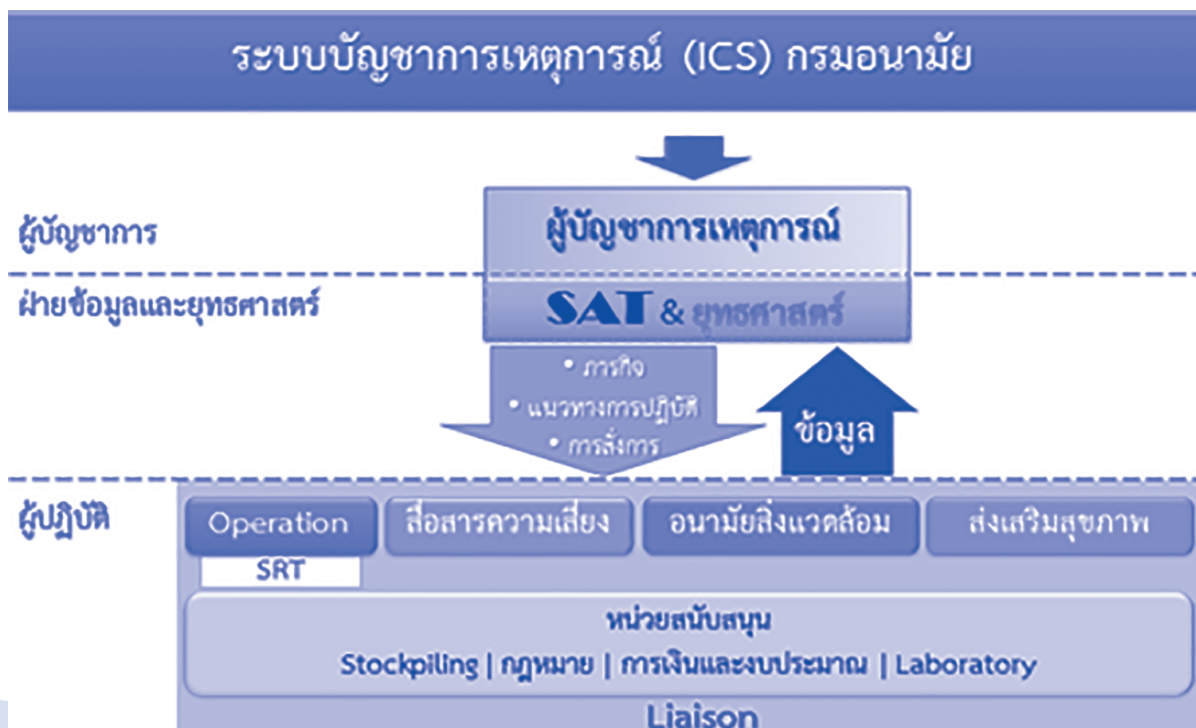 ระบบบัญชาการเหตุการณ์ (ICS) กรมอนามัย
ผู้บัญชาการ
ผู้บัญชาการเหตุการณ์
ฝ่ายข้อมูลและยุทธศาสตร์
SAT & ยุทธศาสตร์
• ภารกิจ
• แนวทางการปฏิบัติ
• การสั่งการ
ข้อมูล
ผู้ปฏิบัติ
Operation
สื่อสารความเสี่ยง
อนามัยสิ่งแวดล้อม
ส่งเสริมสุขภาพ
SRT
หน่วยสนับสนุน
Stockpiling | กฎหมาย | การเงินและงบประมาณ | Laboratory
Liaison